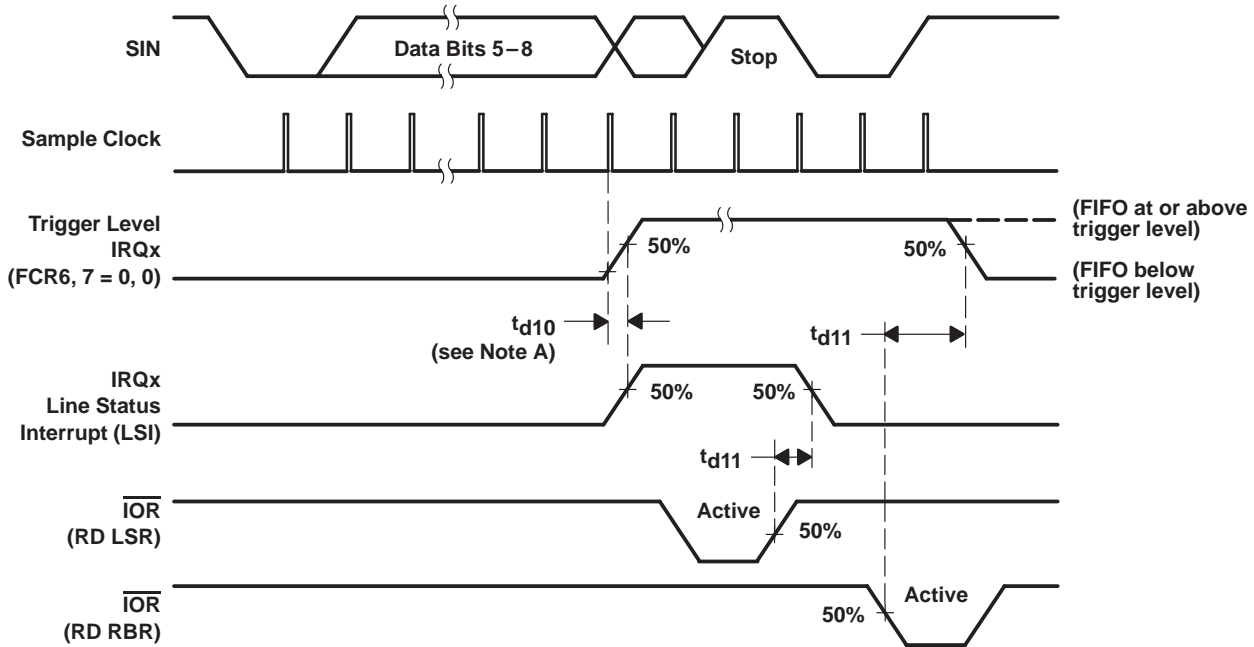 SIN
Data Bits 5–8
Stop
Sample Clock
Trigger Level
IRQx
(FCR6, 7 = 0, 0)
50%
50%
(FIFO at or above
trigger level)
(FIFO below
trigger level)
td10
(see Note A)
td11
IRQx
Line Status
Interrupt (LSI)
50%
50%
td11
IOR
(RD LSR)
Active
50%
IOR
(RD RBR)
50%
Active